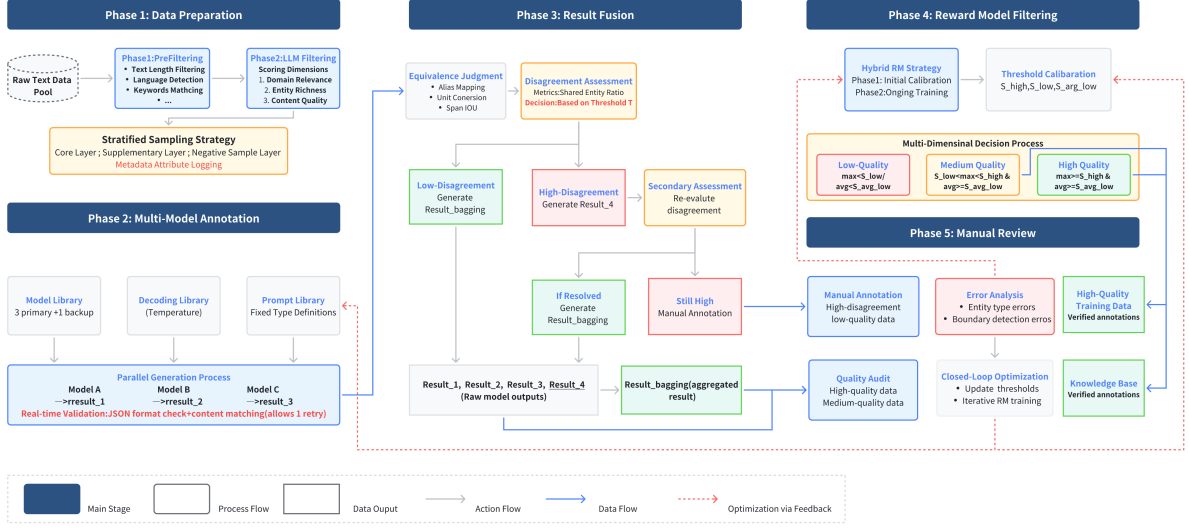 Phase 1: Data Preparation
Raw Text Data
Pool
Phase1:PreFiltering
• Text Length Filtering
• Language Detection
• Keywords Mathcing
• ...
Phase2:LLM Filtering
Scoring Dimensions
1. Domain Relevance
2. Entity Richness
3. Content Quality
Stratified Sampling Strategy
Core Layer ; Supplementary Layer ; Negative Sample Layer
Metadata Attribute Logging
Phase 2: Multi-Model Annotation
Model Library
3 primary +1 backup
Decoding Library
(Temperature)
Prompt Library
Fixed Type Definitions
Parallel Generation Process
Model A
—>rresult_1
Model B
—>rresult_2
Model C
—>result_3
Real-time Validation:JSON format check+content matching(allows 1 retry)
Phase 3: Result Fusion
Equivalence Judgment
• Alias Mapping
• Unit Conersion
• Span IOU
Disagreement Assessment
Metrics:Shared Entity Ratio
Decision:Based on Threshold T
Low-Disagreement
Generate
Result_bagging
High-Disagreement
Generate Result_4
Secondary Assessment
Re-evalute
disagreement
If Resolved
Generate
Result_bagging
Still High
Manual Annotation
Result_1, Result_2, Result_3, Result_4
(Raw model outputs)
Result_bagging(aggregated
result)
Phase 4: Reward Model Filtering
Hybrid RM Strategy
Phase1: Initial Calibration
Phase2:Onging Training
Threshold Calibaration
S_high,S_low,S_arg_low
Multi-Dimensinal Decision Process
Low-Quality
max<S_low/
avg<S_avg_low
Medium Quality
S_low<max<S_high &
avg>=S_avg_low
High Quality
max>=S_high &
avg>=S_avg_low
Phase 5: Manual Review
Manual Annotation
High-disagreement
low-quality data
Error Analysis
• Entity type errors
• Boundary detection erros
High-Quality
Training Data
Verified annotations
Quality Audit
High-quality data
Medium-quality data
Closed-Loop Optimization
• Update thresholds
• Iterative RM training
Knowledge Base
Verified annotations
Main Stage
Process Flow
Data Ouput
Action Flow
Data Flow
Optimization via Feedback